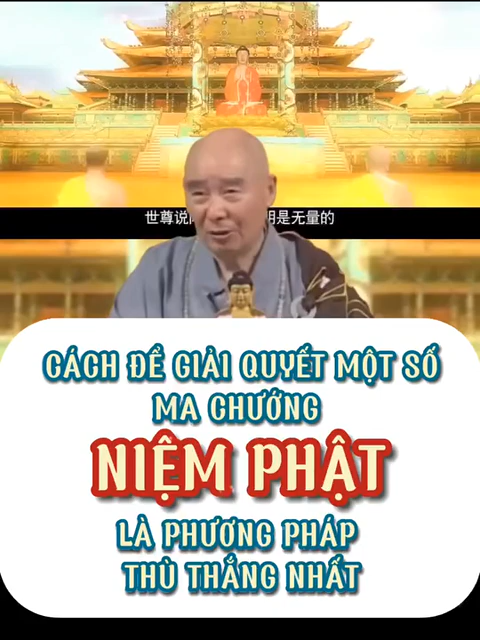 世尊说 是无量的
CÁCH ĐỂ GIẢI QUYẾT MỘT SỐ
MA CHƯỚNG
NIỆM PHẬT
LÀ PHƯƠNG PHÁP
THÙ THẮNG NHẤT